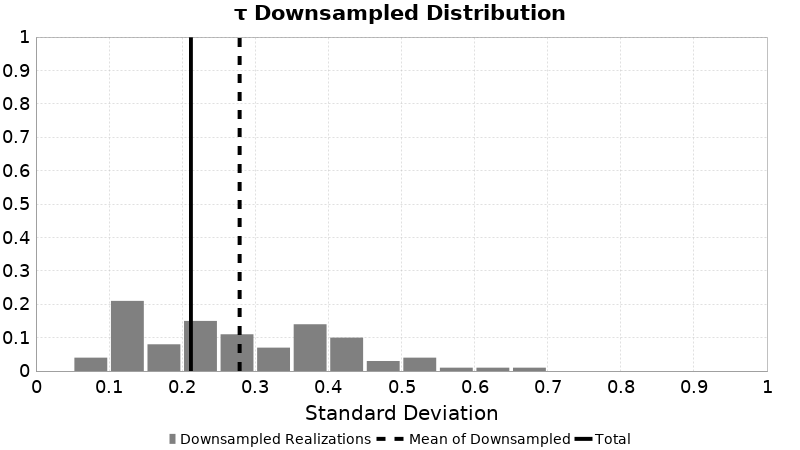 τ Downsampled Distribution
1
0.9
0.8
0.7
0.6
0.5
0.4
0.3
0.2
0.1
0
0 0.1 0.2 0.3 0.4 0.5 0.6 0.7 0.8 0.9 1
Standard Deviation
Downsampled Realizations Mean of Downsampled Total